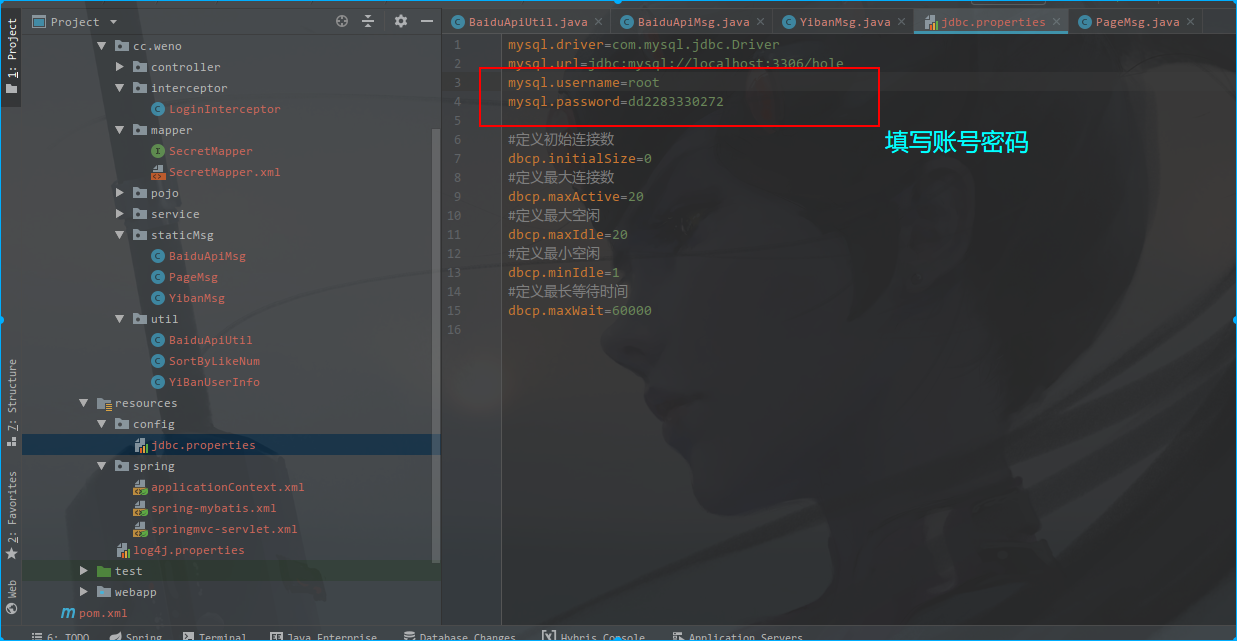 Project
BaiduApiUtil.java
BaiduApiMsg.java
YibanMsg.java
jdbc.properties
PageMsg.java
1: Project
7: Structure
2: Favorites
Web
cc.weno
controller
interceptor
LoginInterceptor
mapper
SecretMapper
SecretMapper.xml
pojo
service
staticMsg
BaiduApiMsg
PageMsg
YibanMsg
util
BaiduApiUtil
SortByLikeNum
YiBanUserInfo
resources
config
jdbc.properties
spring
applicationContext.xml
spring-mybatis.xml
springmvc-servlet.xml
log4j.properties
test
webapp
pom.xml
1 mysql.driver=com.mysql.jdbc.Driver
2 mysql.url=jdbc:mysql://localhost:3306/hole
3 mysql.username=root
4 mysql.password=dd2283330272
5
6 #定义初始连接数
7 dbcp.initialSize=0
8 #定义最大连接数
9 dbcp.maxActive=20
10 #定义最大空闲
11 dbcp.maxIdle=20
12 #定义最小空闲
13 dbcp.minIdle=1
14 #定义最长等待时间
15 dbcp.maxWait=60000
16
填写账号密码
6: TODO
Spring
Terminal
Java Enterprise
Database Changes
Hybris Console
Application Servers